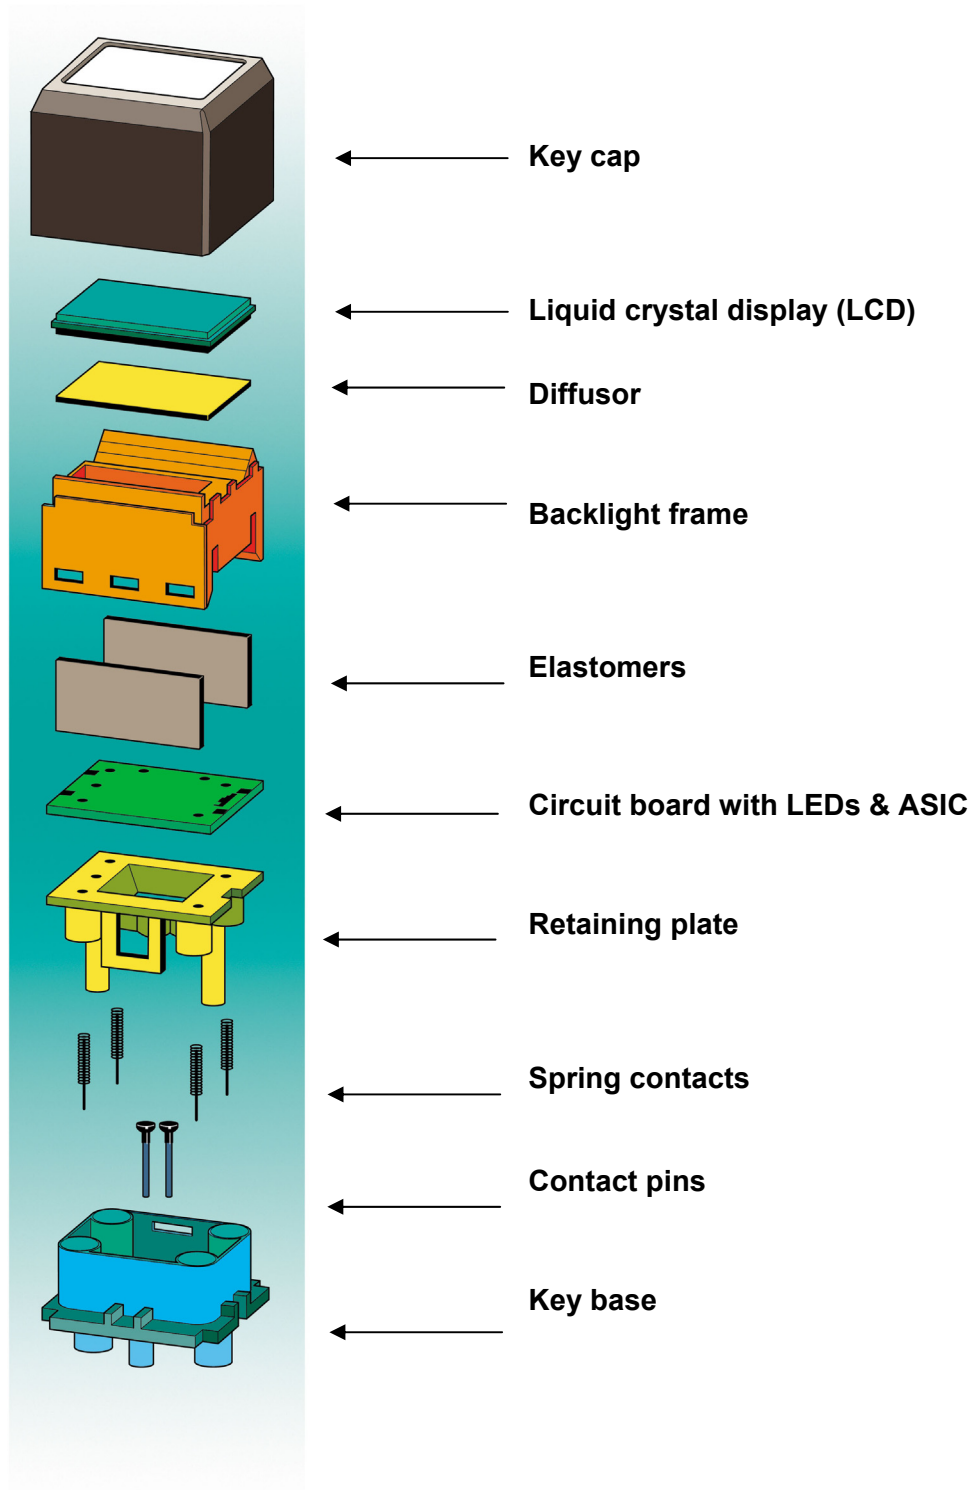 Key cap
Liquid crystal display (LCD)
Diffusor
Backlight frame
Elastomers
Circuit board with LEDs & ASIC
Retaining plate
Spring contacts
Contact pins
Key base